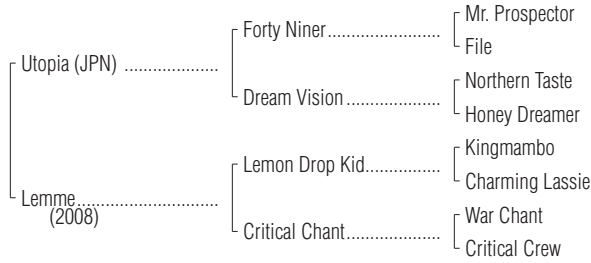 Mr. Prospector
Forty Niner....................
File
Utopia (JPN) ...................
Northern Taste
Dream Vision ...................
Honey Dreamer
Kingmambo
Lemon Drop Kid.............
Charming Lassie
Lemme.............................
(2008)
War Chant
Critical Chant...................
Critical Crew